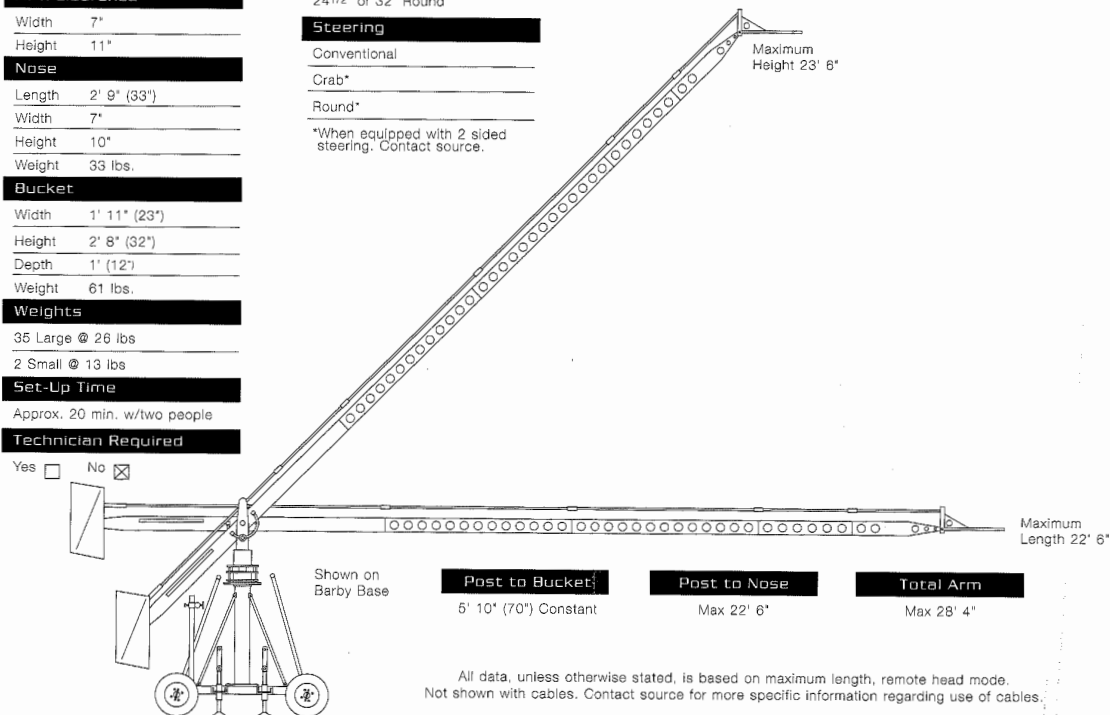 Width 7"
Height 11"
Nose
Length 2' 9" (33")
Width 7"
Height 10"
Weight 33 lbs.
Bucket
Width 1' 11" (23")
Height 2' 8" (32")
Depth 1' (12")
Weight 61 lbs.
Weights
35 Large @ 26 lbs
2 Small @ 13 lbs
Set-Up Time
Approx. 20 min. w/two people
Technician Required
Yes ☐ No ☒
24 1/2" or 32" Round
Steering
Conventional
Crab*
Round*
*When equipped with 2 sided
steering. Contact source.
Maximum
Height 23' 6"
Maximum
Length 22' 6"
Shown on
Barby Base
Post to Bucket
5' 10" (70") Constant
Post to Nose
Max 22' 6"
Total Arm
Max 28' 4"
All data, unless otherwise stated, is based on maximum length, remote head mode.
Not shown with cables. Contact source for more specific information regarding use of cables.